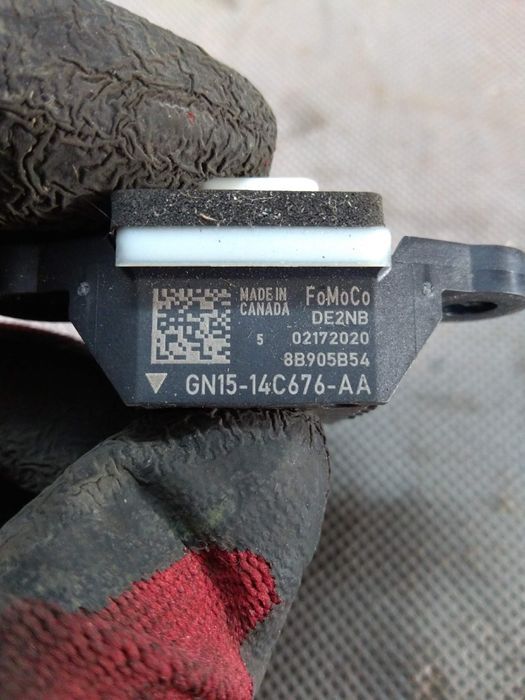 MADE IN
CANADA
FoMoCo
DE2NB
5 02172020
8B905B54
GN15-14C676-AA